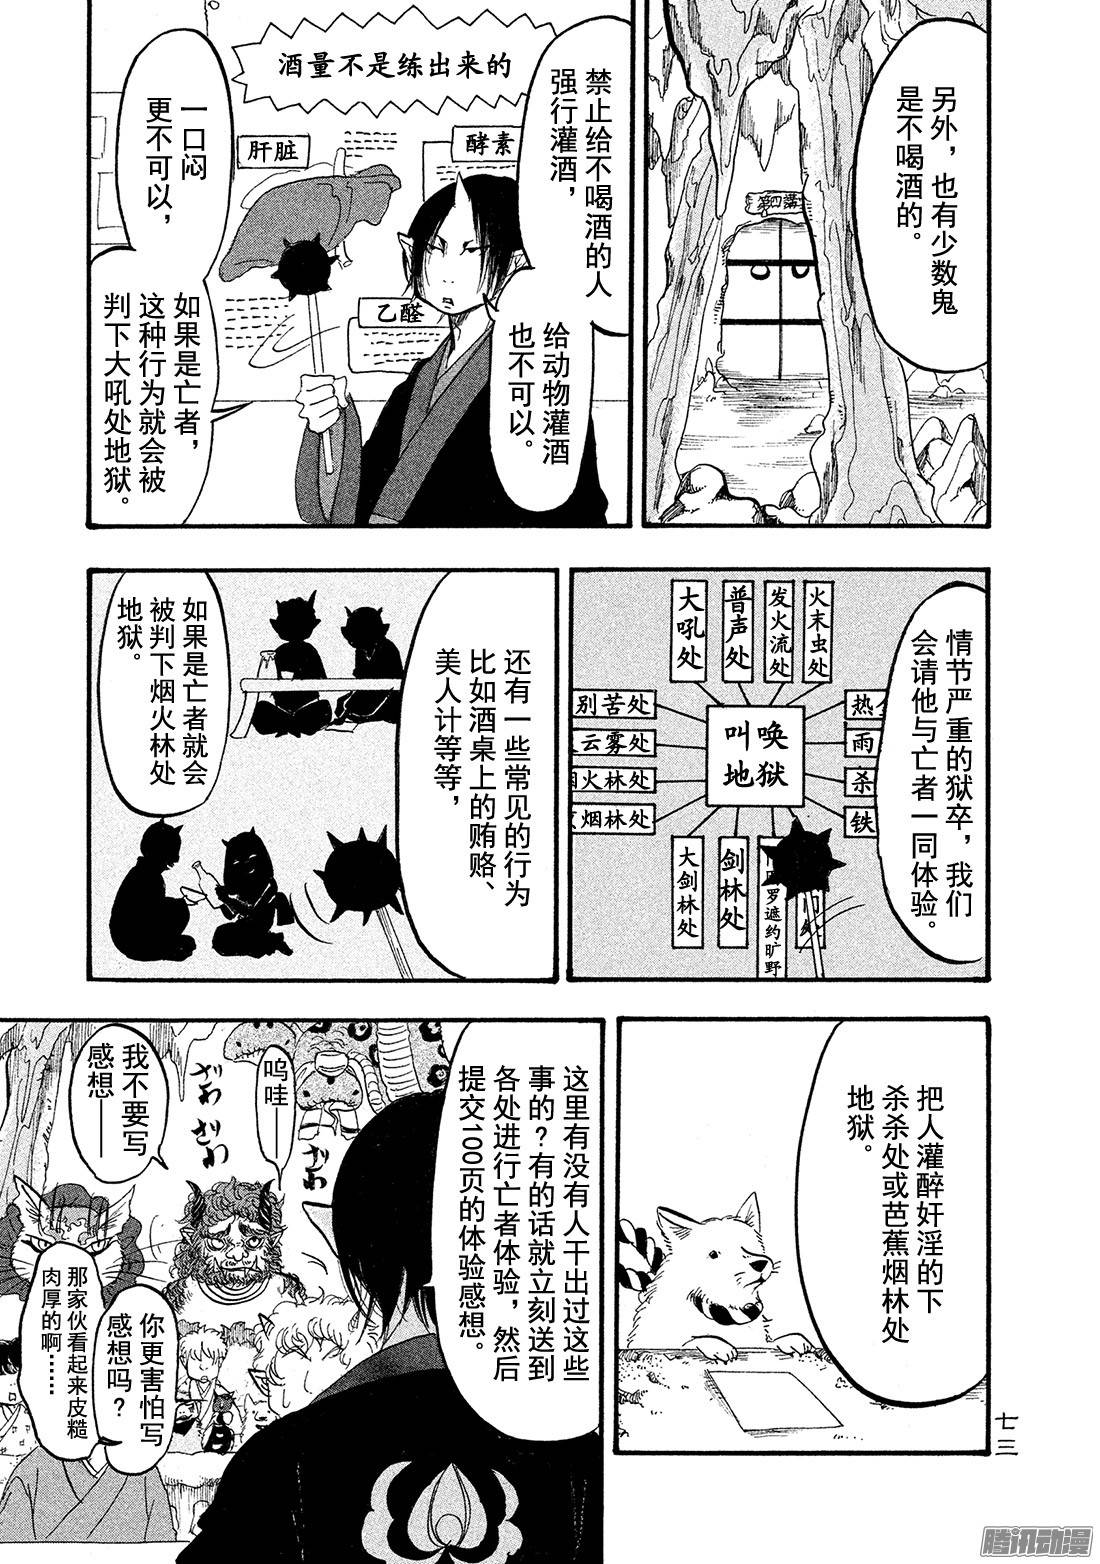 另外，也有少数鬼
是不喝酒的。
酒量不是练出来的
禁止给不喝酒的人
强行灌酒，
给动物灌酒
也不可以。
酵素
肝脏
乙醛
一口闷
更不可以，
如果是亡者，
这种行为就会被
判下大吼处地狱。
情节严重的狱卒，我们
会请他与亡者一同体验。
火末虫处
发火流处
普声处
大吼处
叫唤
地狱
别苦处
云雾处
火林处
烟林处
雨
杀
铁
剑林处
大剑林处
罗遮约旷野
还有一些常见的行为
比如酒桌上的贿赂、
美人计等等，
如果是亡者就会
被判下烟火林处
地狱。
把人灌醉奸淫的下
杀杀处或芭蕉烟林处
地狱。
这里有没有人干出过这些
事的？有的话就立刻送到
各处进行亡者体验，然后
提交100页的体验感想。
呜哇——
ざわ
ざわ
ざわ
我不要写
感想——
你更害怕写
感想吗？
那家伙看起来皮糙
肉厚的啊……
七三
腾讯动漫